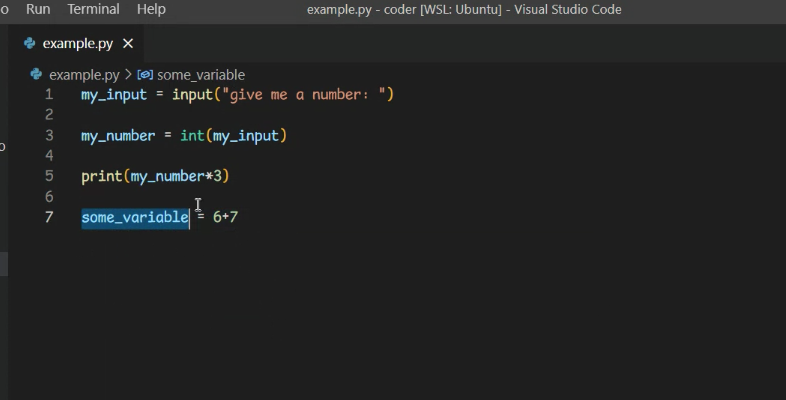 o Run Terminal Help example.py - coder [WSL: Ubuntu] - Visual Studio Code
example.py
example.py > some_variable
1 my_input = input("give me a number: ")
2
3 my_number = int(my_input)
4
5 print(my_number*3)
6
7 some_variable = 6+7
o